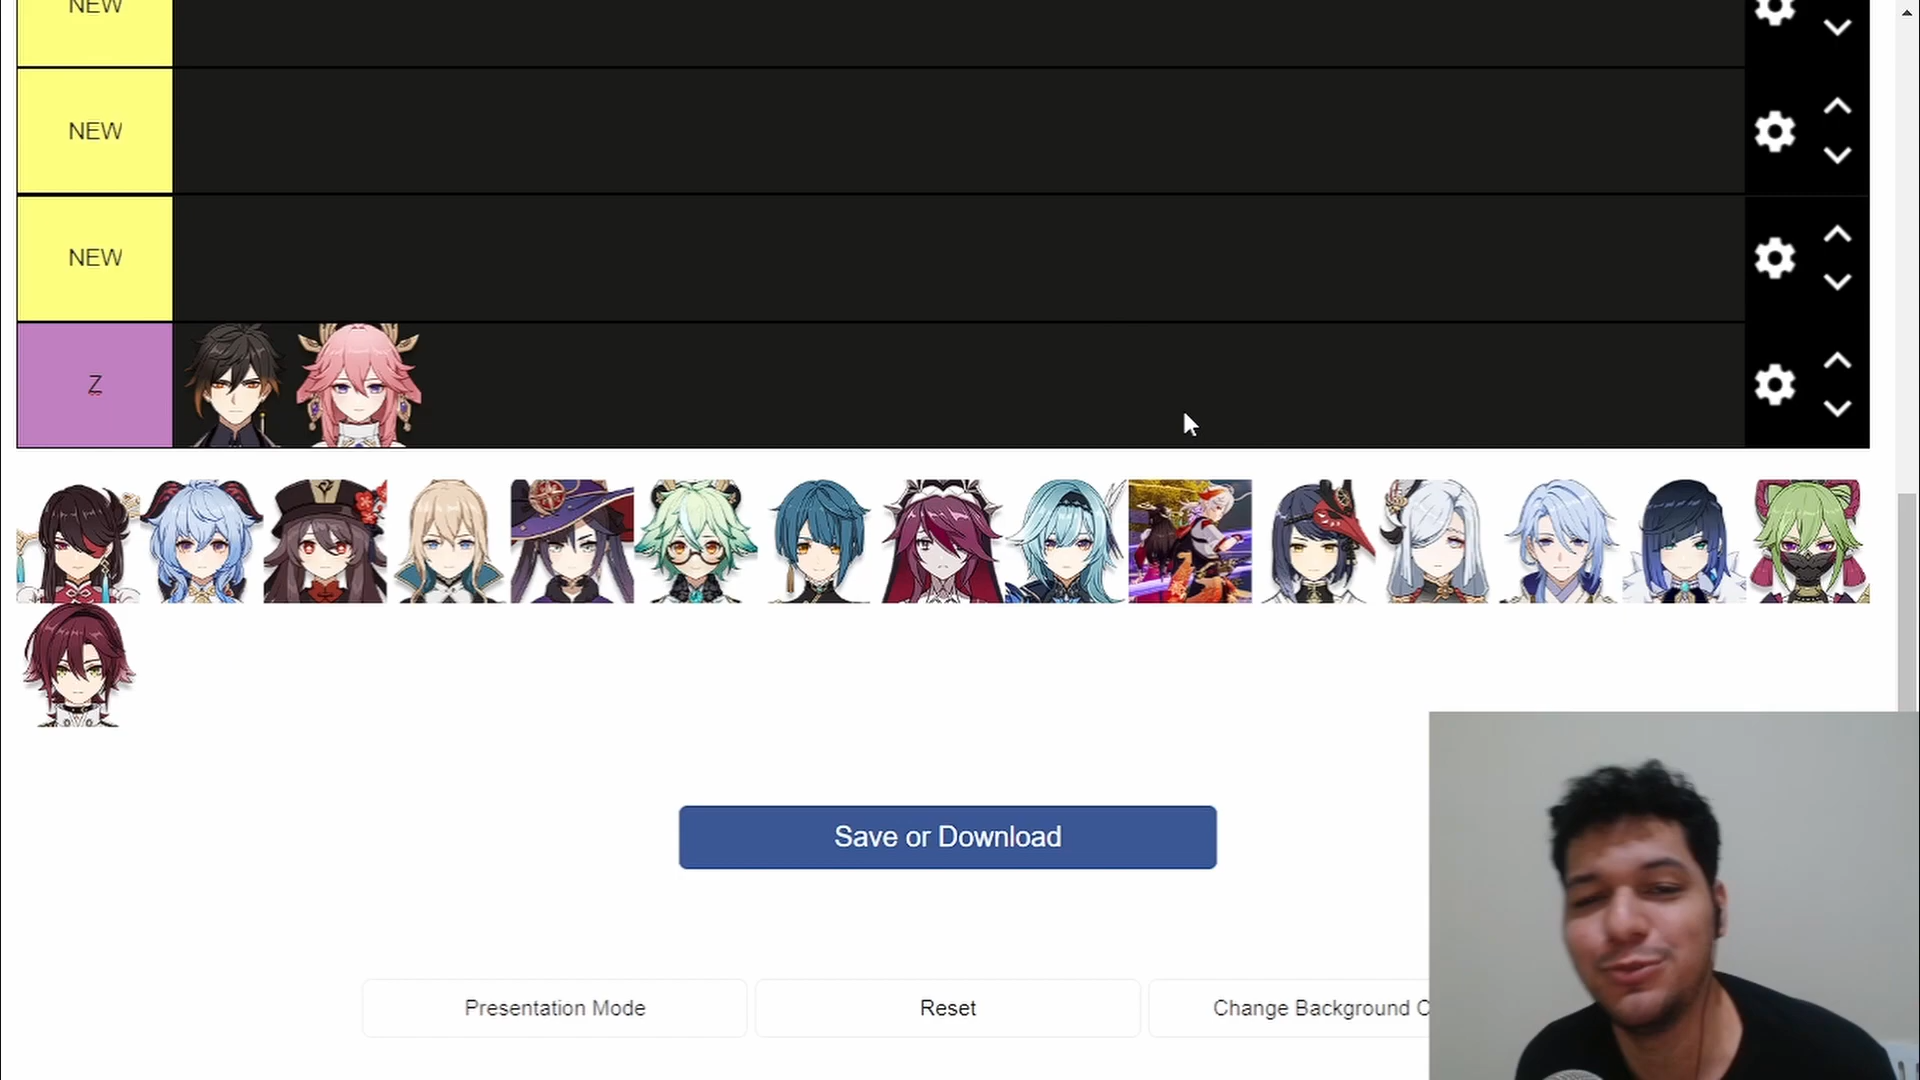 NEW
NEW
NEW
Z
Save or Download
Presentation Mode
Reset
Change Background C